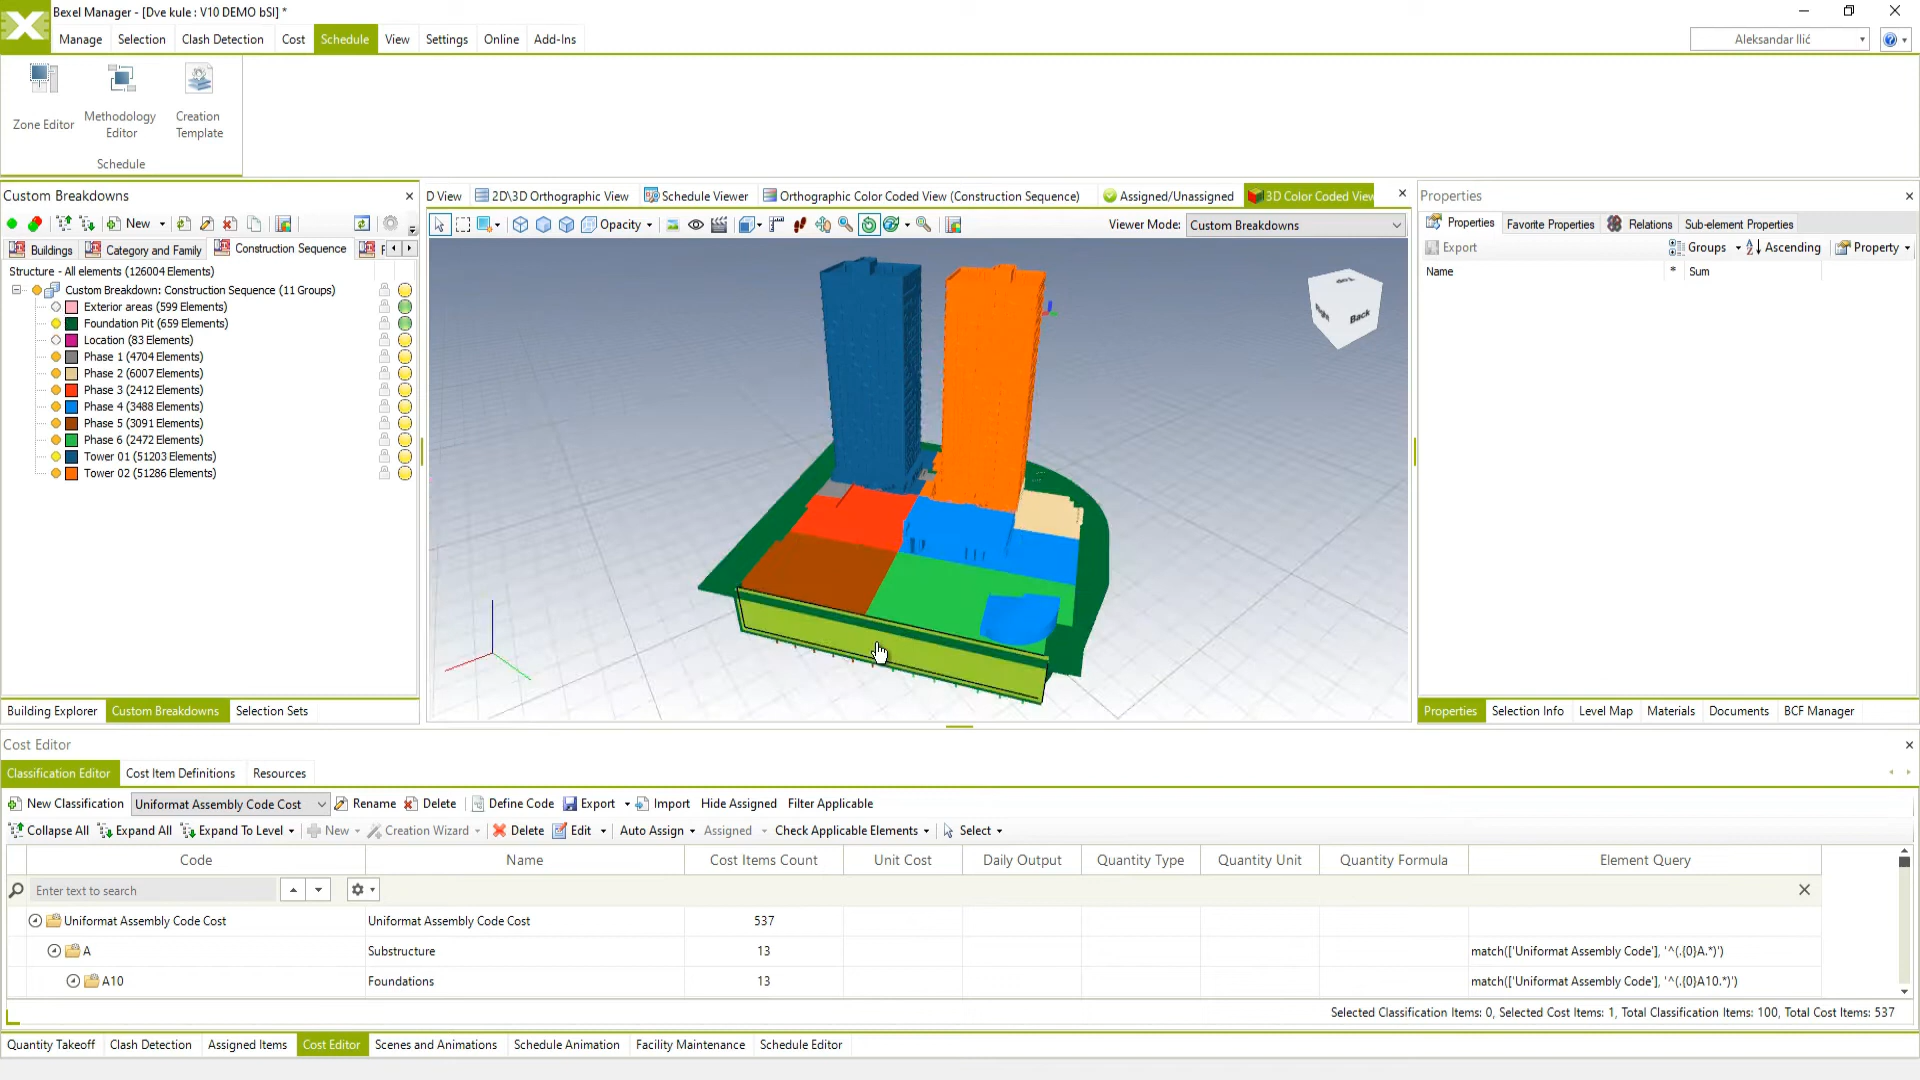 Bexel Manager - [Dve kule : V10 DEMO bSI] *
Manage Selection Clash Detection Cost Schedule View Settings Online Add-Ins
Aleksandar Ilić
Zone Editor
Methodology Editor
Creation Template
Schedule
Custom Breakdowns
New
Buildings Category and Family Construction Sequence
Structure - All elements (126004 Elements)
Custom Breakdown: Construction Sequence (11 Groups)
Exterior areas (599 Elements)
Foundation Pit (659 Elements)
Location (83 Elements)
Phase 1 (4704 Elements)
Phase 2 (6007 Elements)
Phase 3 (2412 Elements)
Phase 4 (3488 Elements)
Phase 5 (3091 Elements)
Phase 6 (2472 Elements)
Tower 01 (51203 Elements)
Tower 02 (51286 Elements)
Building Explorer Custom Breakdowns Selection Sets
D View 2D\3D Orthographic View Schedule Viewer Orthographic Color Coded View (Construction Sequence) Assigned/Unassigned 3D Color Coded View
Opacity
Viewer Mode: Custom Breakdowns
Right Back
Properties
Properties Favorite Properties Relations Sub-element Properties
Export Groups Ascending Property
Name * Sum
Properties Selection Info Level Map Materials Documents BCF Manager
Cost Editor
Classification Editor Cost Item Definitions Resources
New Classification Uniformat Assembly Code Cost Rename Delete Define Code Export Import Hide Assigned Filter Applicable
Collapse All Expand All Expand To Level New Creation Wizard Delete Edit Auto Assign Assigned Check Applicable Elements Select
Code Name Cost Items Count Unit Cost Daily Output Quantity Type Quantity Unit Quantity Formula Element Query
Enter text to search
Uniformat Assembly Code Cost Uniformat Assembly Code Cost 537
A Substructure 13 match(['Uniformat Assembly Code'], '^(.{0}A.*)')
A10 Foundations 13 match(['Uniformat Assembly Code'], '^(.{0}A10.*)')
Selected Classification Items: 0, Selected Cost Items: 1, Total Classification Items: 100, Total Cost Items: 537
Quantity Takeoff Clash Detection Assigned Items Cost Editor Scenes and Animations Schedule Animation Facility Maintenance Schedule Editor